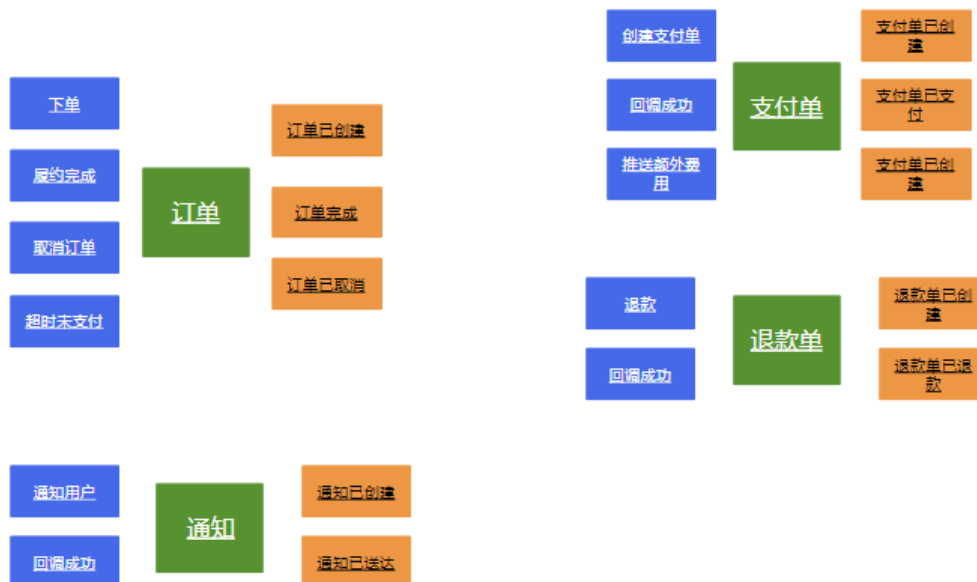 下单
履约完成
取消订单
超时未支付
订单
订单已创建
订单完成
订单已取消
创建支付单
回调成功
推送额外费
用
支付单
支付单已创
建
支付单已支
付
支付单已创
建
退款
回调成功
退款单
退款单已创
建
退款单已退
款
通知用户
回调成功
通知
通知已创建
通知已送达